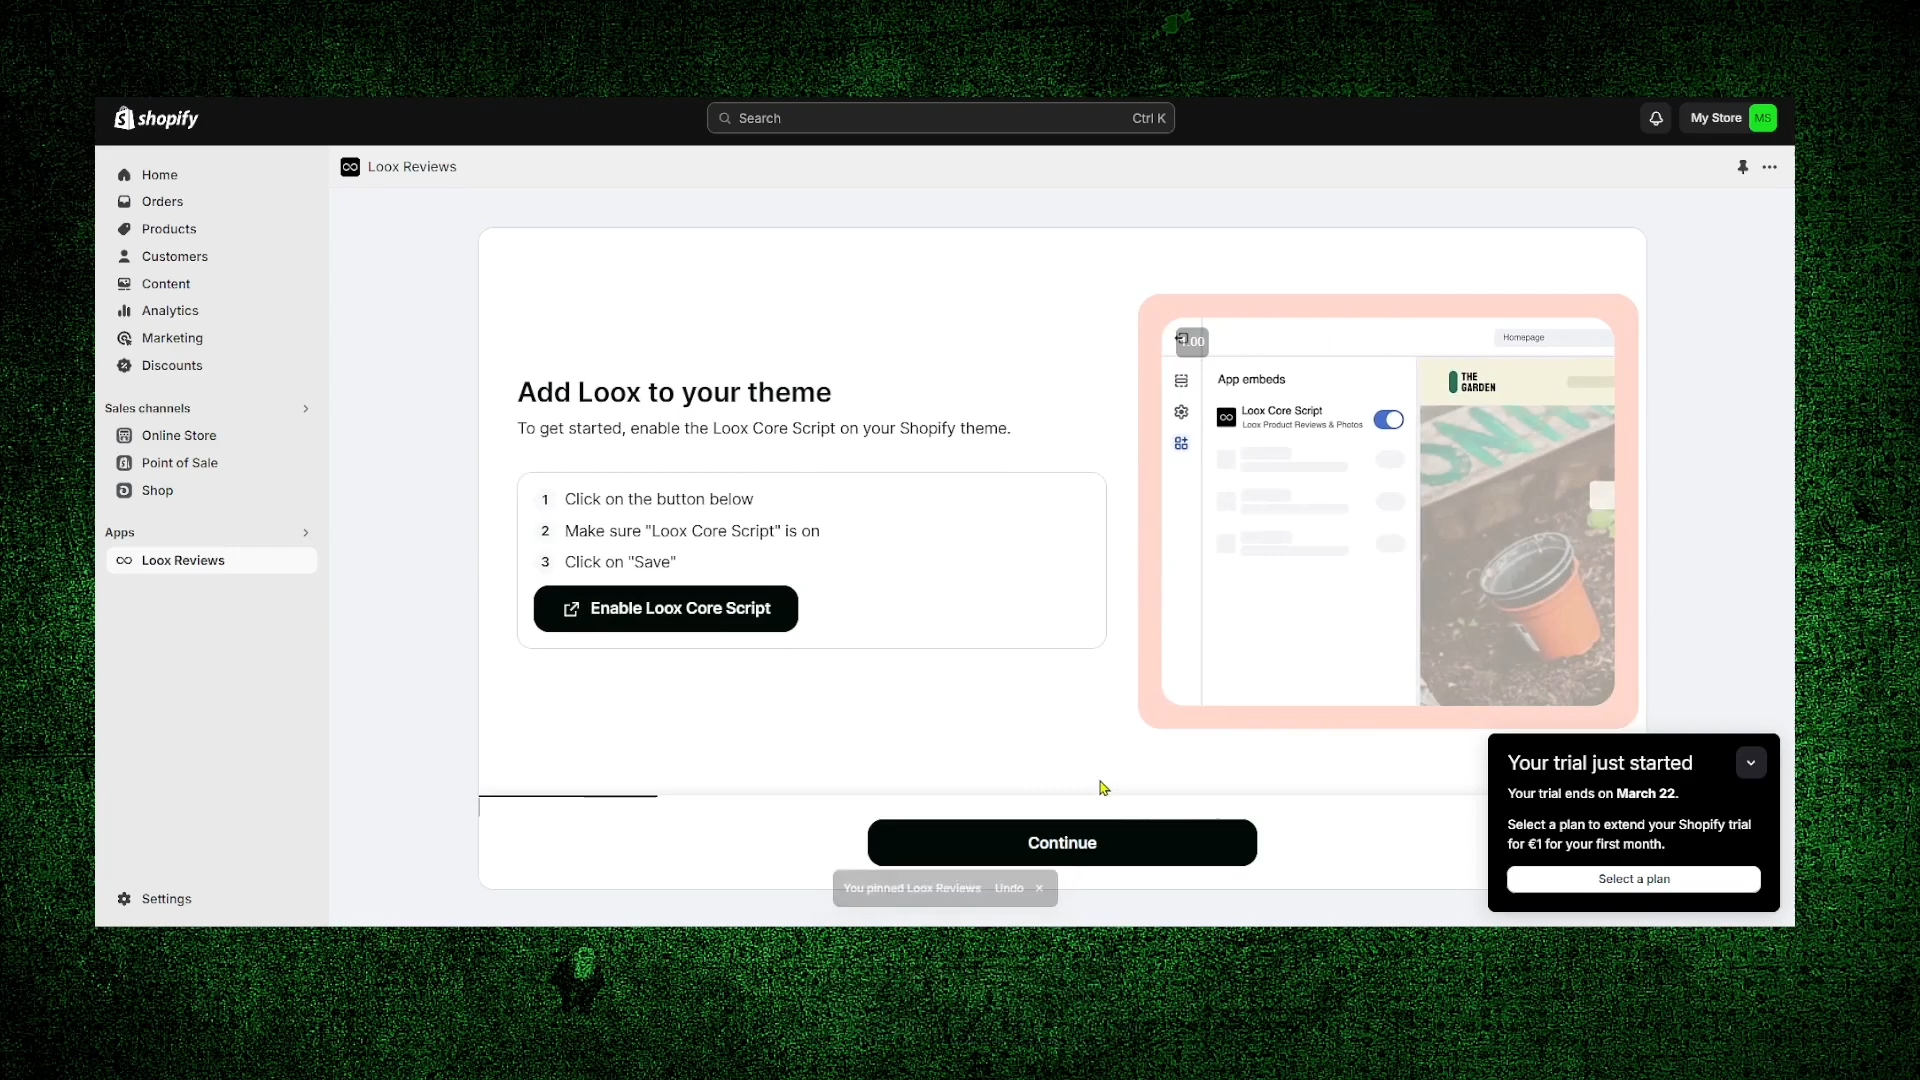 shopify
Search
Ctrl K
My Store
MS
Home
Orders
Products
Customers
Content
Analytics
Marketing
Discounts
Sales channels
Online Store
Point of Sale
Shop
Apps
Loox Reviews
Settings
Loox Reviews
Add Loox to your theme
To get started, enable the Loox Core Script on your Shopify theme.
1 Click on the button below
2 Make sure "Loox Core Script" is on
3 Click on "Save"
Enable Loox Core Script
Homepage
App embeds
Loox Core Script
Loox Product Reviews & Photos
THE
GARDEN
Continue
You pinned Loox Reviews Undo
Your trial just started
Your trial ends on March 22.
Select a plan to extend your Shopify trial
for €1 for your first month.
Select a plan